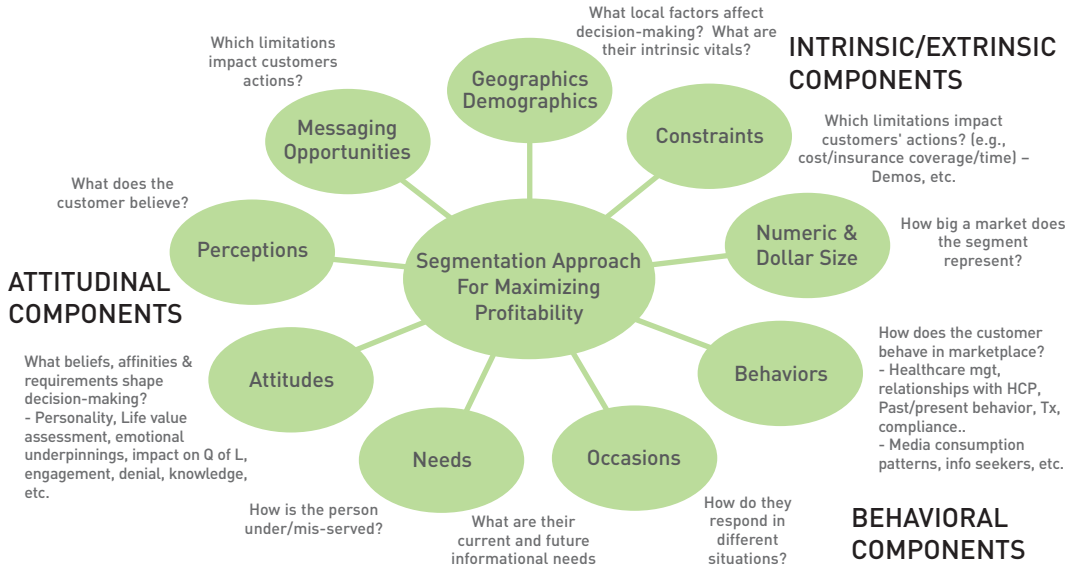 What local factors affect
decision-making?  What are
their intrinsic vitals?
INTRINSIC/EXTRINSIC
COMPONENTS
Which limitations
impact customers
actions?
Geographics
Demographics
Messaging
Opportunities
Constraints
Which limitations impact
customers' actions? (e.g.,
cost/insurance coverage/time) –
Demos, etc.
What does the
customer believe?
Perceptions
Segmentation Approach
For Maximizing
Profitability
Numeric &
Dollar Size
How big a market does
the segment
represent?
ATTITUDINAL
COMPONENTS
What beliefs, affinities &
requirements shape
decision-making?
- Personality, Life value
assessment, emotional
underpinnings, impact on Q of L,
engagement, denial, knowledge,
etc.
Attitudes
Behaviors
How does the customer
behave in marketplace?
- Healthcare mgt,
relationships with HCP,
Past/present behavior, Tx,
compliance..
- Media consumption
patterns, info seekers, etc.
Needs
Occasions
How is the person
under/mis-served?
What are their
current and future
informational needs
How do they
respond in
different
situations?
BEHAVIORAL
COMPONENTS